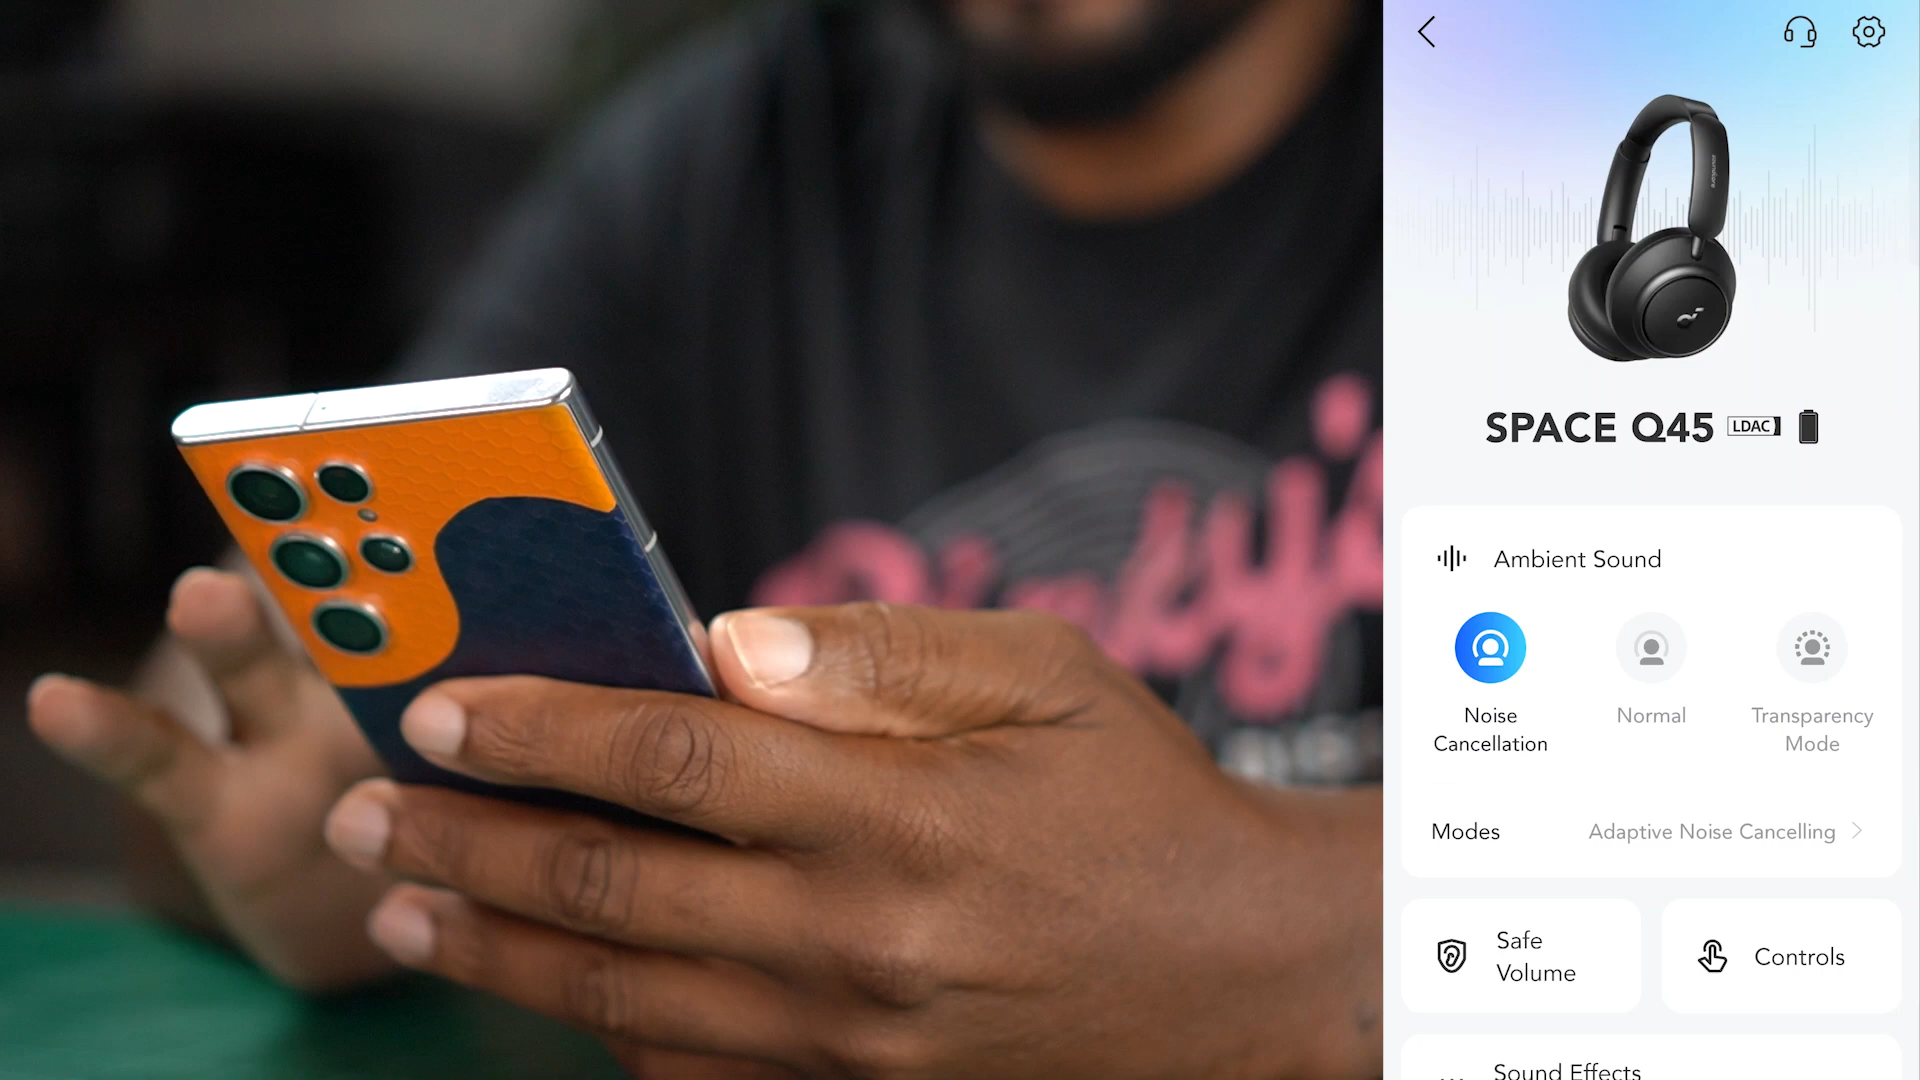 soundcore
SPACE Q45
LDAC
Ambient Sound
Noise
Cancellation
Normal
Transparency
Mode
Modes
Adaptive Noise Cancelling
Safe
Volume
Controls
Sound Effects